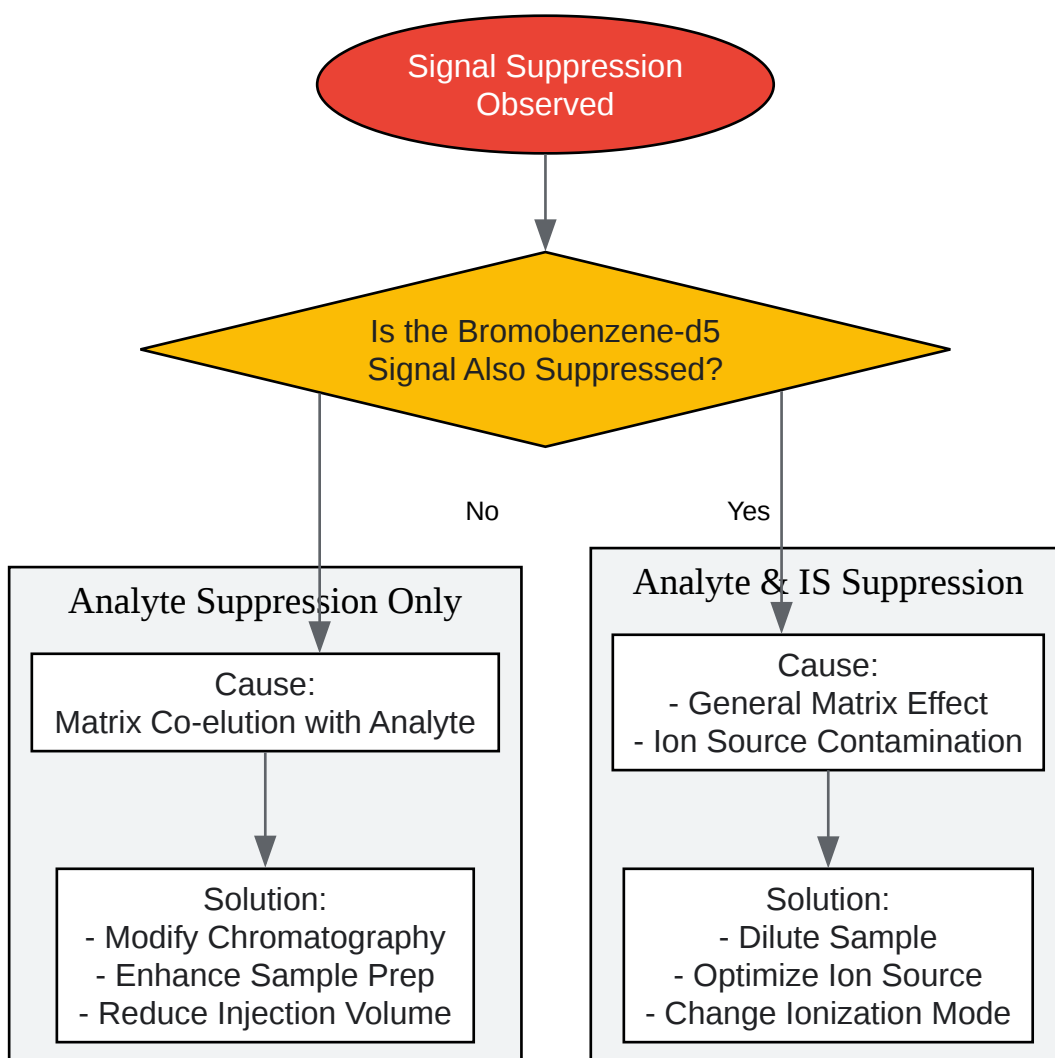 Signal Suppression
Observed
Is the Bromobenzene-d5
Signal Also Suppressed?
No
Yes
Analyte Suppression Only
Cause:
Matrix Co-elution with Analyte
Solution:
- Modify Chromatography
- Enhance Sample Prep
- Reduce Injection Volume
Analyte & IS Suppression
Cause:
- General Matrix Effect
- Ion Source Contamination
Solution:
- Dilute Sample
- Optimize Ion Source
- Change Ionization Mode